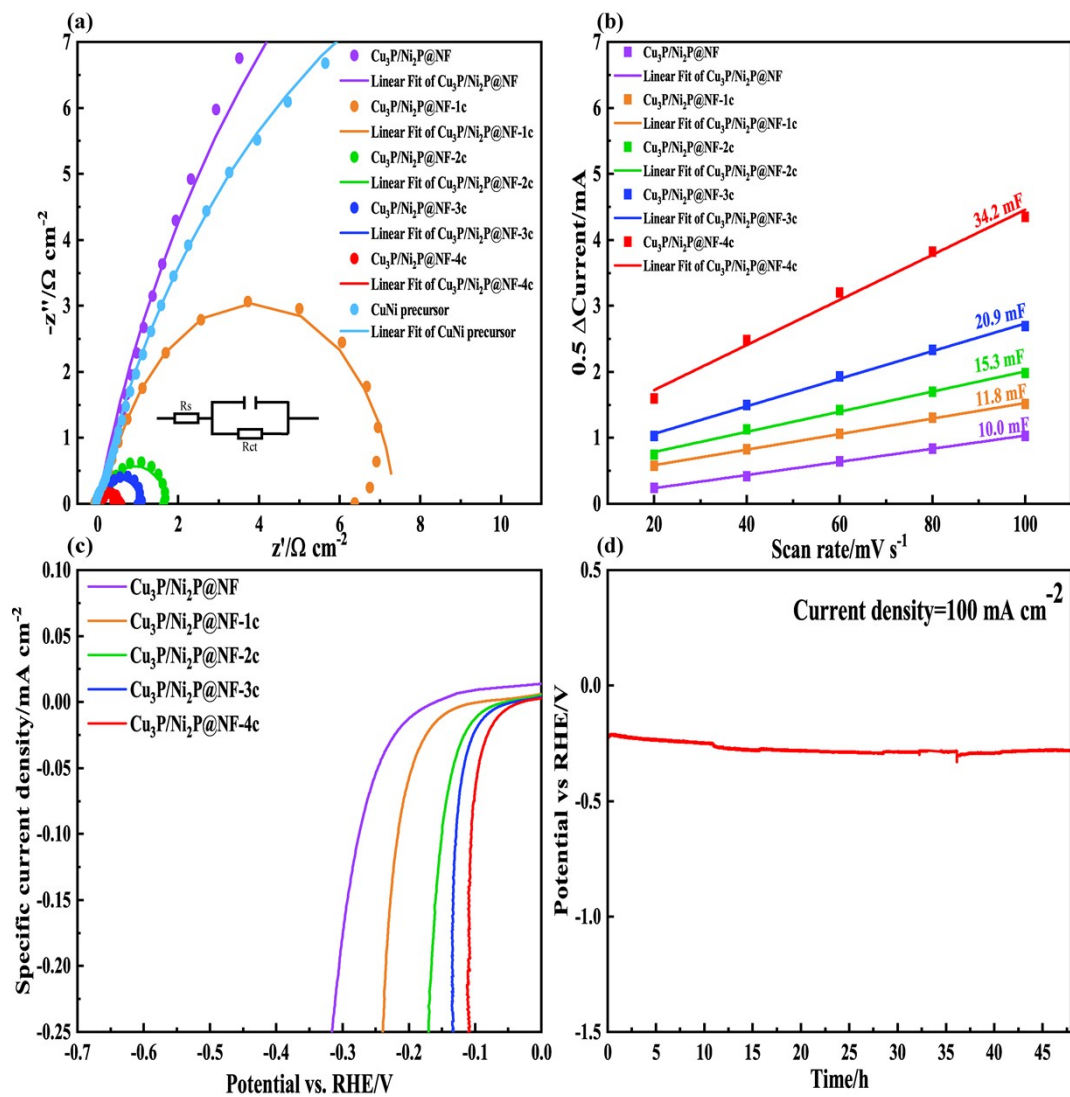 (a)
7
6
5
4
3
2
1
0
-z''/Ω cm⁻²
Cu₃P/Ni₂P@NF
Linear Fit of Cu₃P/Ni₂P@NF
Cu₃P/Ni₂P@NF-1c
Linear Fit of Cu₃P/Ni₂P@NF-1c
Cu₃P/Ni₂P@NF-2c
Linear Fit of Cu₃P/Ni₂P@NF-2c
Cu₃P/Ni₂P@NF-3c
Linear Fit of Cu₃P/Ni₂P@NF-3c
Cu₃P/Ni₂P@NF-4c
Linear Fit of Cu₃P/Ni₂P@NF-4c
CuNi precursor
Linear Fit of CuNi precursor
Rs
Rct
0 2 4 6 8 10
z'/Ω cm⁻²
(b)
7
6
5
4
3
2
1
0
0.5 ΔCurrent/mA
Cu₃P/Ni₂P@NF
Linear Fit of Cu₃P/Ni₂P@NF
Cu₃P/Ni₂P@NF-1c
Linear Fit of Cu₃P/Ni₂P@NF-1c
Cu₃P/Ni₂P@NF-2c
Linear Fit of Cu₃P/Ni₂P@NF-2c
Cu₃P/Ni₂P@NF-3c
Linear Fit of Cu₃P/Ni₂P@NF-3c
Cu₃P/Ni₂P@NF-4c
Linear Fit of Cu₃P/Ni₂P@NF-4c
34.2 mF
20.9 mF
15.3 mF
11.8 mF
10.0 mF
20 40 60 80 100
Scan rate/mV s⁻¹
(c)
0.10
0.05
0.00
-0.05
-0.10
-0.15
-0.20
-0.25
Specific current density/mA cm⁻²
Cu₃P/Ni₂P@NF
Cu₃P/Ni₂P@NF-1c
Cu₃P/Ni₂P@NF-2c
Cu₃P/Ni₂P@NF-3c
Cu₃P/Ni₂P@NF-4c
-0.7 -0.6 -0.5 -0.4 -0.3 -0.2 -0.1 0.0
Potential vs. RHE/V
(d)
0.5
0.0
-0.5
-1.0
-1.5
Potential vs RHE/V
Current density=100 mA cm⁻²
0 5 10 15 20 25 30 35 40 45
Time/h